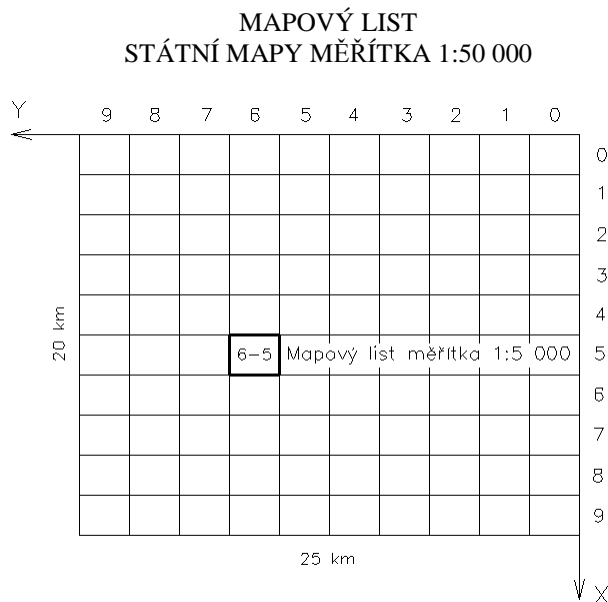 MAPOVÝ LIST
STÁTNÍ MAPY MĚŘÍTKA 1:50 000
Y 9 8 7 6 5 4 3 2 1 0
0
1
2
3
4
20 km
6-5 Mapový list měřítka 1:5 000 5
6
7
8
9
25 km
X